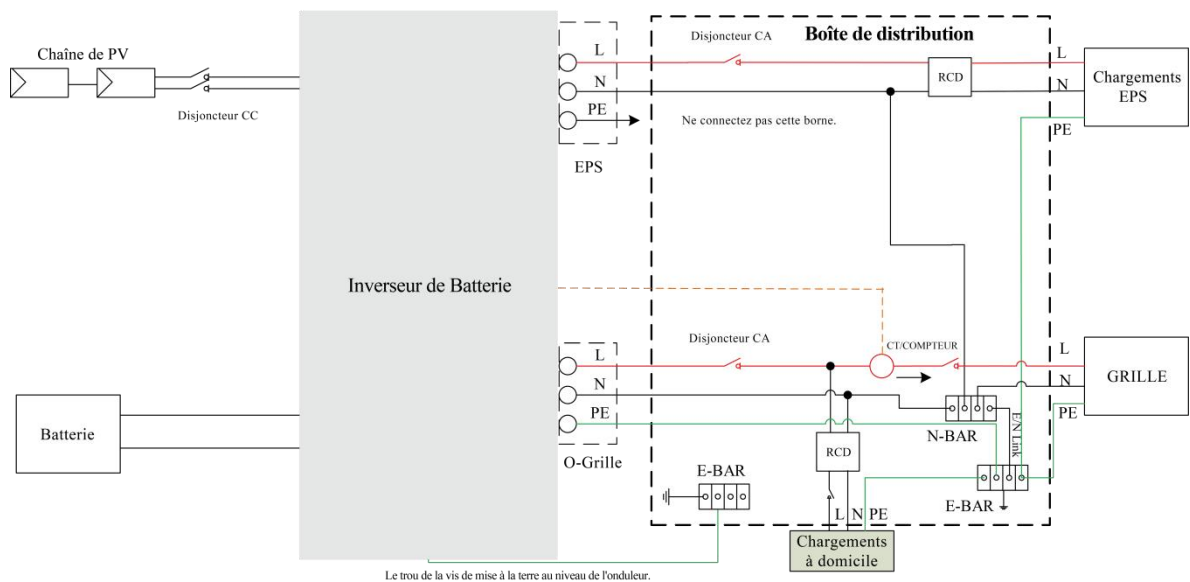 Chaîne de PV
Disjoncteur CC
Inverseur de Batterie
Batterie
L
N
PE
EPS
Disjoncteur CA
Boîte de distribution
RCD
Ne connectez pas cette borne.
L
N
PE
Chargements
EPS
L
N
PE
O-Grille
Disjoncteur CA
CT/COMPTEUR
L
N
PE
GRILLE
N-BAR
E/N Link
RCD
E-BAR
E-BAR
L N PE
Chargements
à domicile
Le trou de la vis de mise à la terre au niveau de l'onduleur.